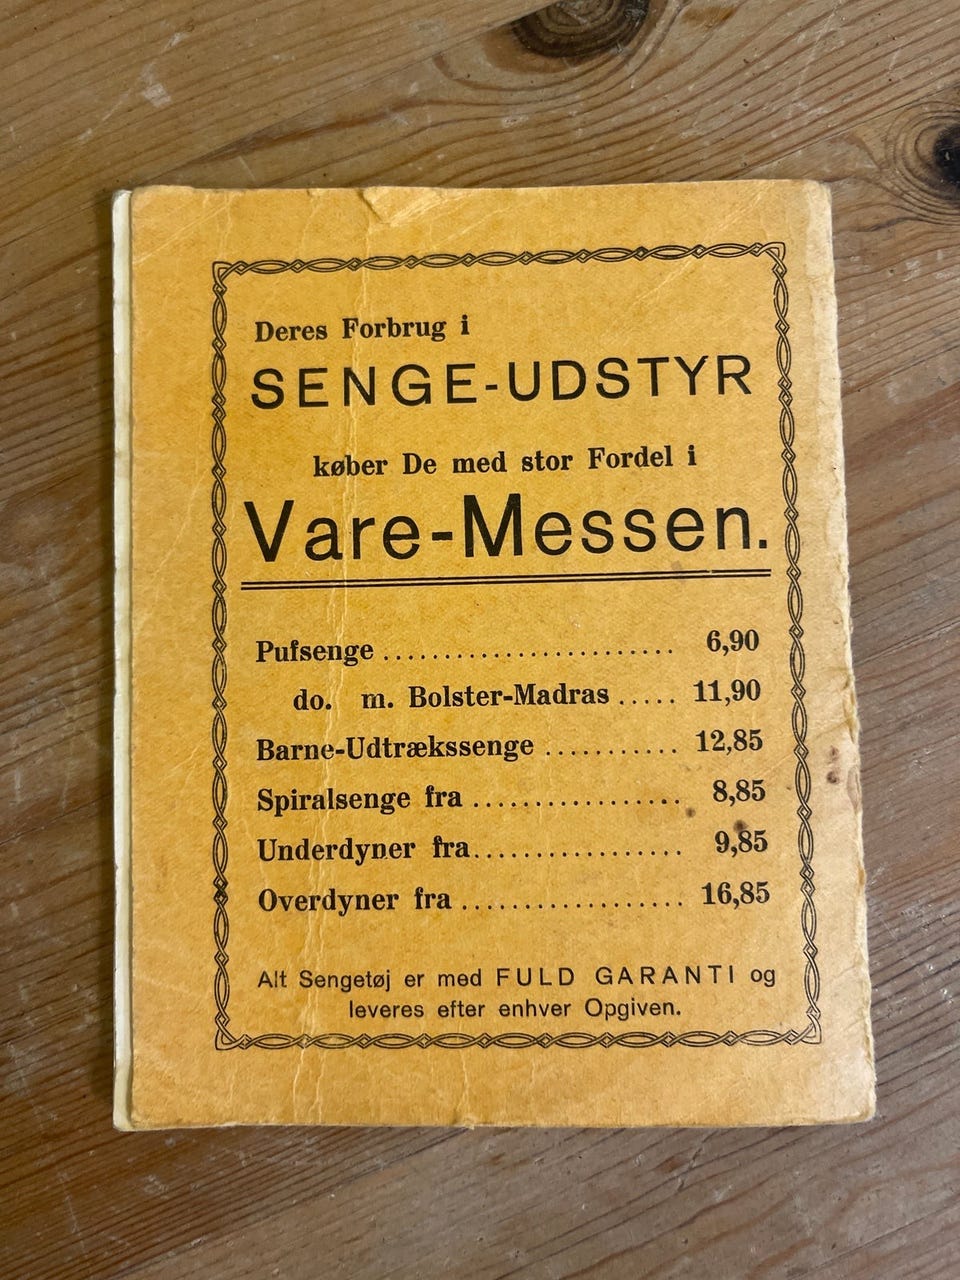 Deres Forbrug i
SENGE-UDSTYR
køber De med stor Fordel i
Vare-Messen.
Pufsenge ........................ 6,90
do. m. Bolster-Madras ..... 11,90
Barne-Udtrækssenge ........... 12,85
Spiralsenge fra ................. 8,85
Underdyner fra.................. 9,85
Overdyner fra .................. 16,85
Alt Sengetøj er med FULD GARANTI og
leveres efter enhver Opgiven.